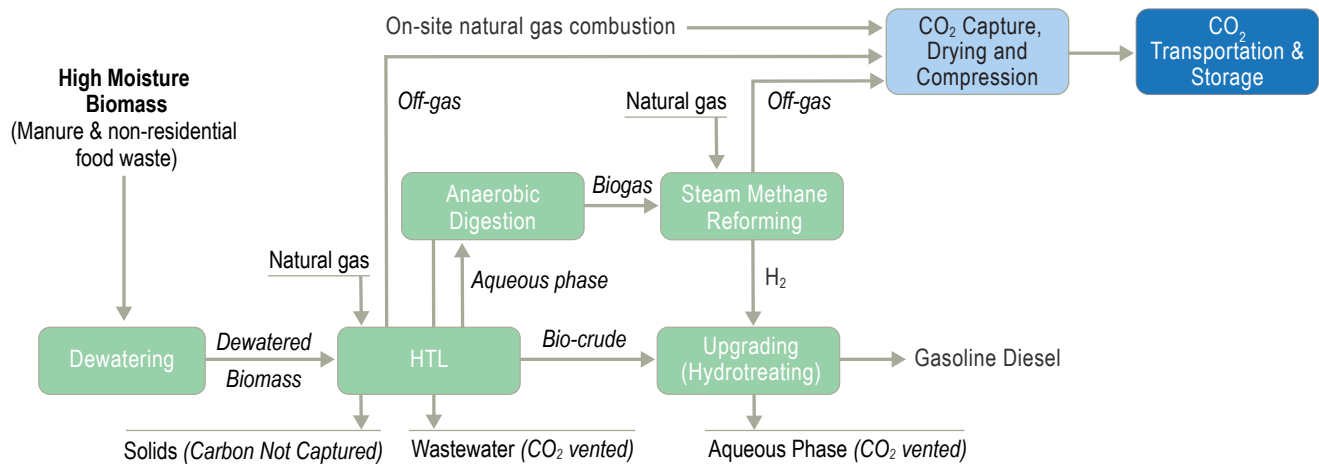 On-site natural gas combustion
CO₂ Capture,
Drying and
Compression
CO₂
Transportation &
Storage
High Moisture
Biomass
(Manure & non-residential
food waste)
Off-gas
Natural gas
Off-gas
Anaerobic
Digestion
Biogas
Steam Methane
Reforming
Natural gas
Aqueous phase
H₂
Dewatering
Dewatered
Biomass
HTL
Bio-crude
Upgrading
(Hydrotreating)
Gasoline Diesel
Solids (Carbon Not Captured)
Wastewater (CO₂ vented)
Aqueous Phase (CO₂ vented)